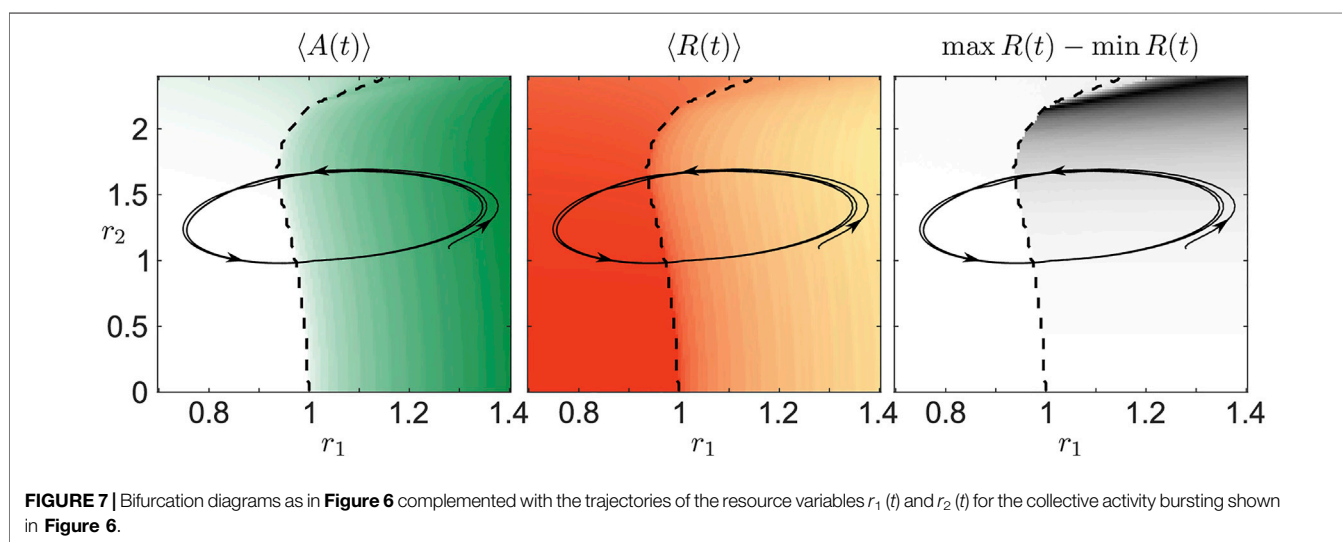 ⟨A(t)⟩
⟨R(t)⟩
max R(t) − min R(t)
2
1.5
r₂
1
0.5
0
0.8 1 1.2 1.4
0.8 1 1.2 1.4
0.8 1 1.2 1.4
r₁
r₁
r₁
FIGURE 7 | Bifurcation diagrams as in Figure 6 complemented with the trajectories of the resource variables r₁ (t) and r₂ (t) for the collective activity bursting shown
in Figure 6.